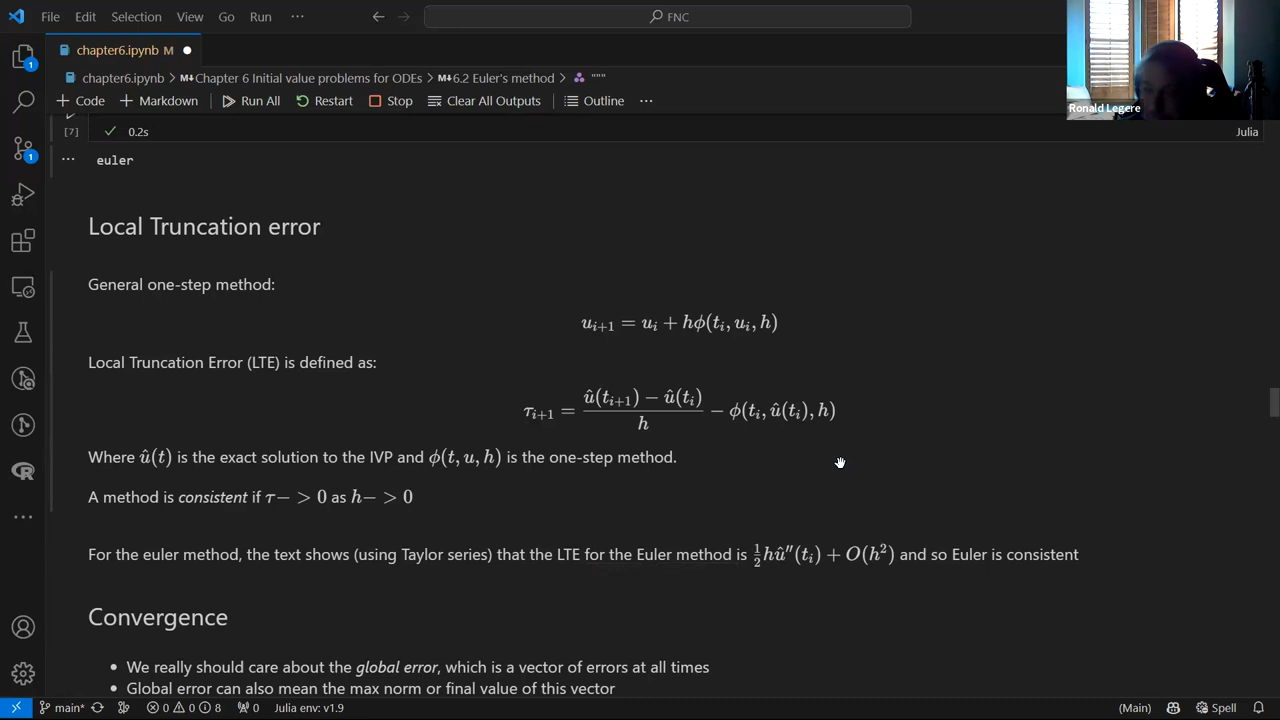 File Edit Selection View Go Run ··· FNC
chapter6.ipynb M
chapter6.ipynb > M↓Chapter 6 Initial value problems for ODEs > M↓6.2 Euler's method > """
+ Code + Markdown Run All Restart Stop Clear All Outputs Outline ···
Ronald Legere
[7] ✓ 0.2s Julia
··· euler
Local Truncation error
General one-step method:
u_{i+1} = u_i + hϕ(t_i, u_i, h)
Local Truncation Error (LTE) is defined as:
τ_{i+1} = \frac{û(t_{i+1}) − û(t_i)}{h} − ϕ(t_i, û(t_i), h)
Where û(t) is the exact solution to the IVP and ϕ(t, u, h) is the one-step method.
A method is consistent if τ− > 0 as h− > 0
For the euler method, the text shows (using Taylor series) that the LTE for the Euler method is ½hû″(t_i) + O(h²) and so Euler is consistent
Convergence
• We really should care about the global error, which is a vector of errors at all times
• Global error can also mean the max norm or final value of this vector
1
1
main* 0 0 8 0 Julia env: v1.9 (Main) Spell